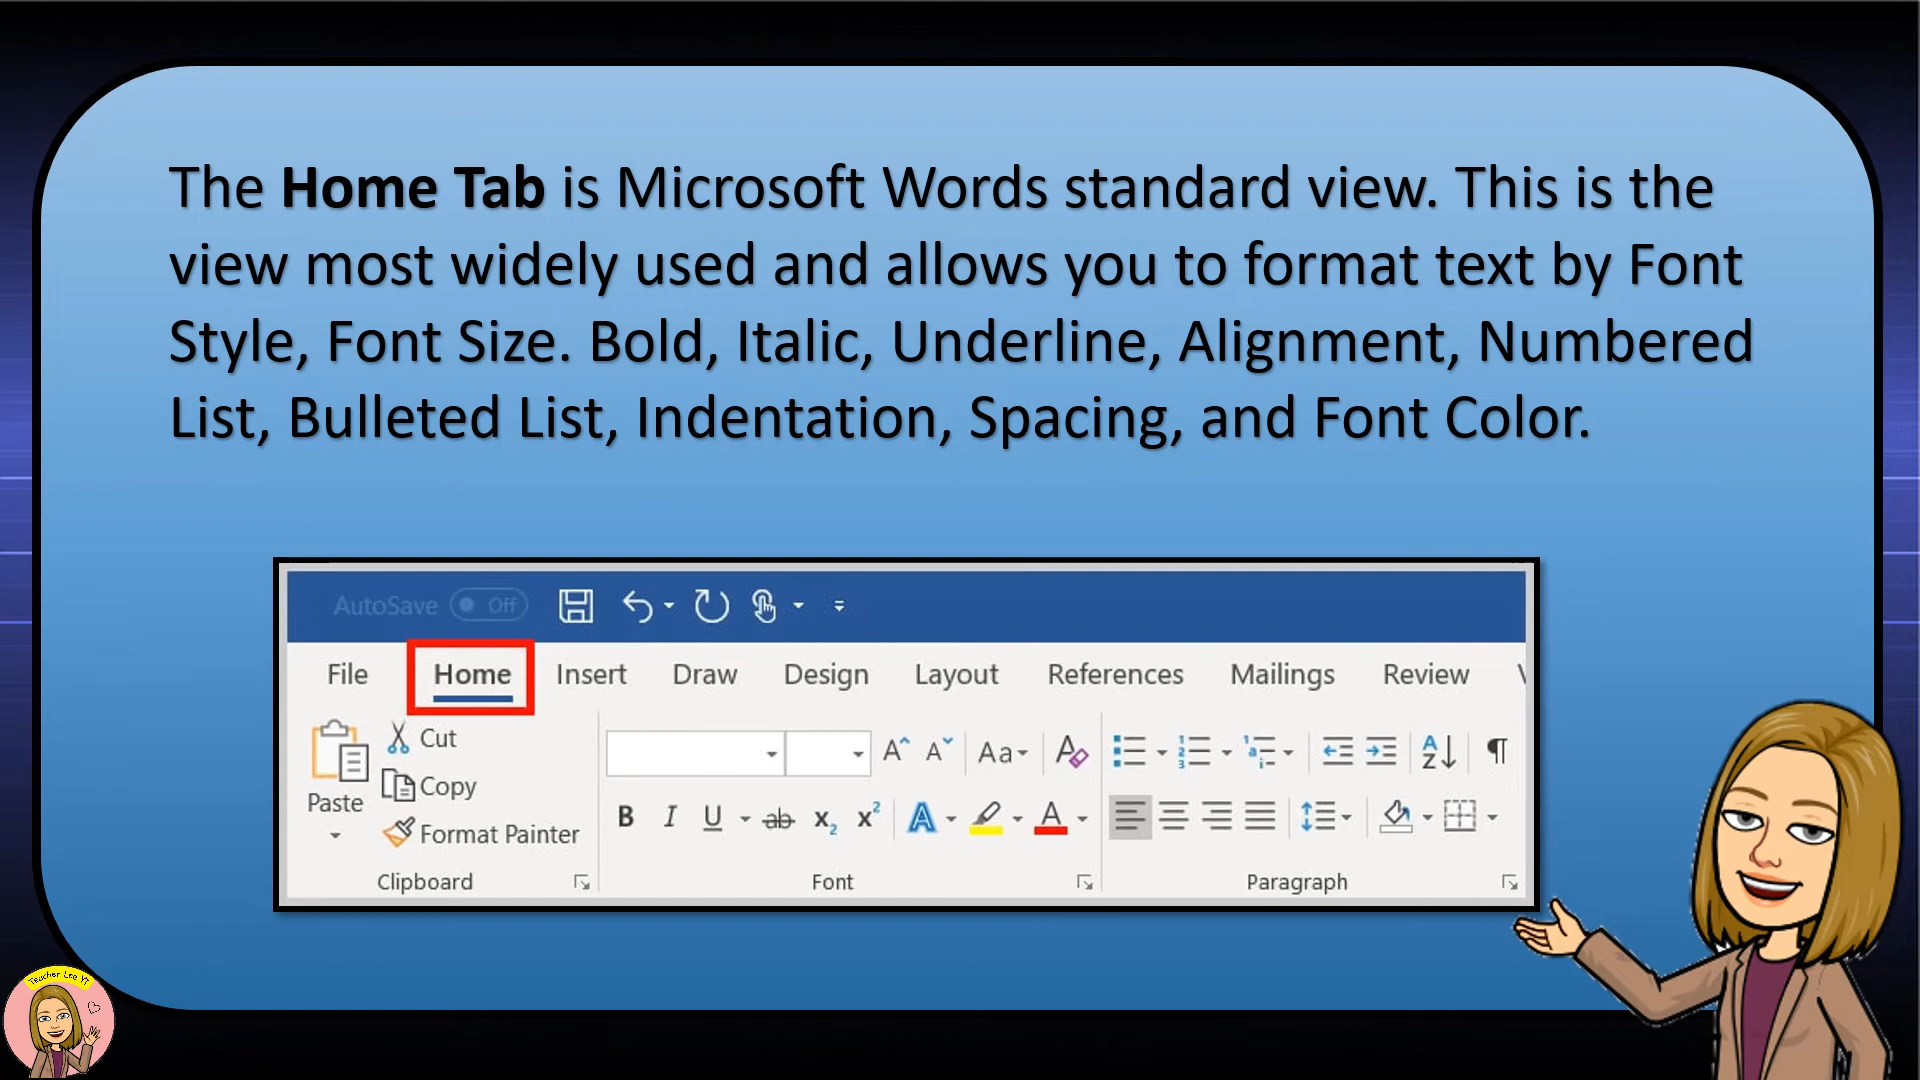 The Home Tab is Microsoft Words standard view. This is the
view most widely used and allows you to format text by Font
Style, Font Size. Bold, Italic, Underline, Alignment, Numbered
List, Bulleted List, Indentation, Spacing, and Font Color.
AutoSave Off
File Home Insert Draw Design Layout References Mailings Review
Cut
Copy
Paste
Format Painter
Aa
B I U ab x2 x2 A A
Clipboard Font Paragraph
Teacher Lee YT